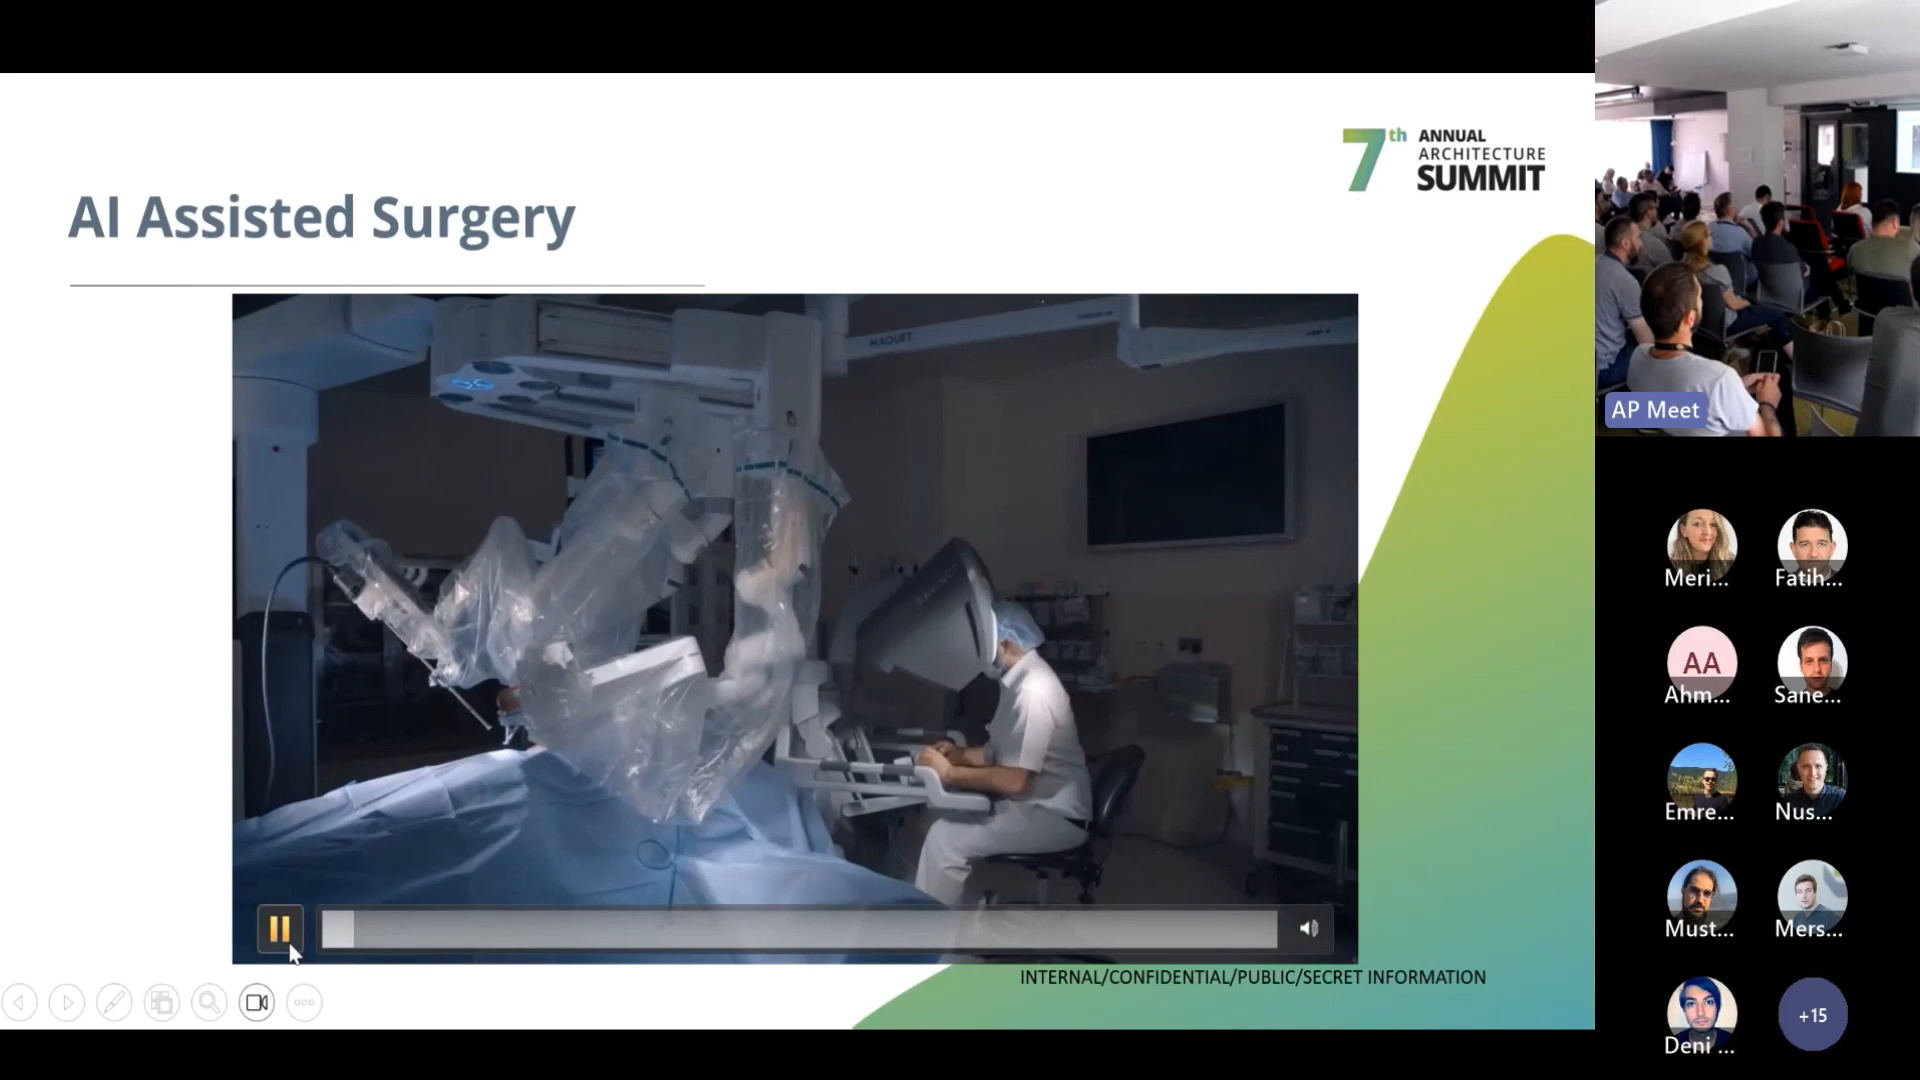 7th ANNUAL
ARCHITECTURE
SUMMIT
AI Assisted Surgery
MAQUET
INTERNAL/CONFIDENTIAL/PUBLIC/SECRET INFORMATION
AP Meet
Meri...
Fatih...
AA
Ahm...
Sane...
Emre...
Nus...
Must...
Mers...
Deni ...
+15